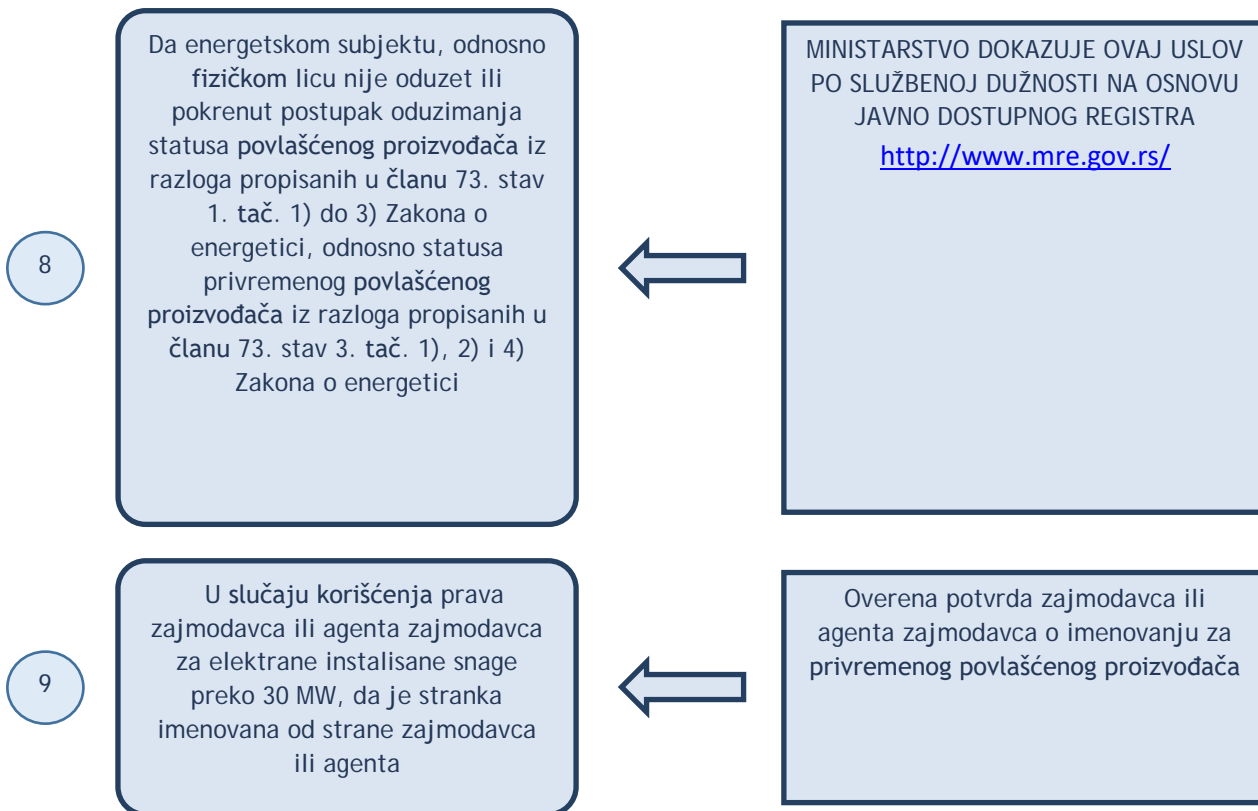 8
Da energetskom subjektu, odnosno
fizičkom licu nije oduzet ili
pokrenut postupak oduzimanja
statusa povlašćenog proizvođača iz
razloga propisanih u članu 73. stav
1. tač. 1) do 3) Zakona o
energetici, odnosno statusa
privremenog povlašćenog
proizvođača iz razloga propisanih u
članu 73. stav 3. tač. 1), 2) i 4)
Zakona o energetici
MINISTARSTVO DOKAZUJE OVAJ USLOV
PO SLUŽBENOJ DUŽNOSTI NA OSNOVU
JAVNO DOSTUPNOG REGISTRA
http://www.mre.gov.rs/
9
U slučaju korišćenja prava
zajmodavca ili agenta zajmodavca
za elektrane instalisane snage
preko 30 MW, da je stranka
imenovana od strane zajmodavca
ili agenta
Overena potvrda zajmodavca ili
agenta zajmodavca o imenovanju za
privremenog povlašćenog proizvođača